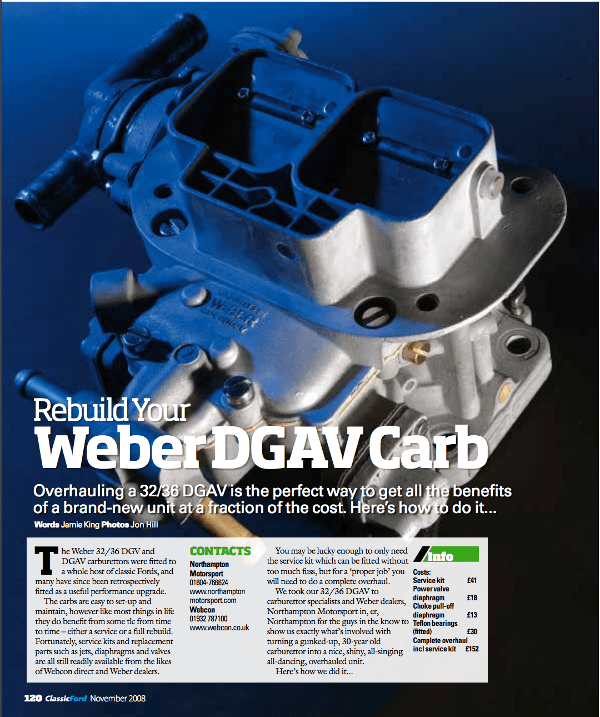 WEBER
Rebuild Your
Weber DGAV Carb
Overhauling a 32/36 DGAV is the perfect way to get all the benefits
of a brand-new unit at a fraction of the cost. Here's how to do it...
Words Jamie King Photos Jon Hill
The Weber 32/36 DGV and
DGAV carburettors were fitted to
a whole host of classic Fords, and
many have since been retrospectively
fitted as a useful performance upgrade.
The carbs are easy to set-up and
maintain, however like most things in life
they do benefit from some tlc from time
to time – either a service or a full rebuild.
Fortunately, service kits and replacement
parts such as jets, diaphragms and valves
are all still readily available from the likes
of Webcon direct and Weber dealers.
CONTACTS
Northampton
Motorsport
01604-766624
www.northampton
motorsport.com
Webcon
01932 787100
www.webcon.co.uk
You may be lucky enough to only need
the service kit which can be fitted without
too much fuss, but for a 'proper job' you
will need to do a complete overhaul.
We took our 32/36 DGAV to
carburettor specialists and Weber dealers,
Northampton Motorsport in, er,
Northampton for the guys in the know to
show us exactly what's involved with
turning a gunked-up, 30-year-old
carburettor into a nice, shiny, all-singing
all-dancing, overhauled unit.
Here's how we did it...
info
Costs:
Service kit £41
Power valve
diaphragm £18
Choke pull-off
diaphragm £13
Teflon bearings
(fitted) £30
Complete overhaul
incl service kit £152
120 ClassicFord November 2008